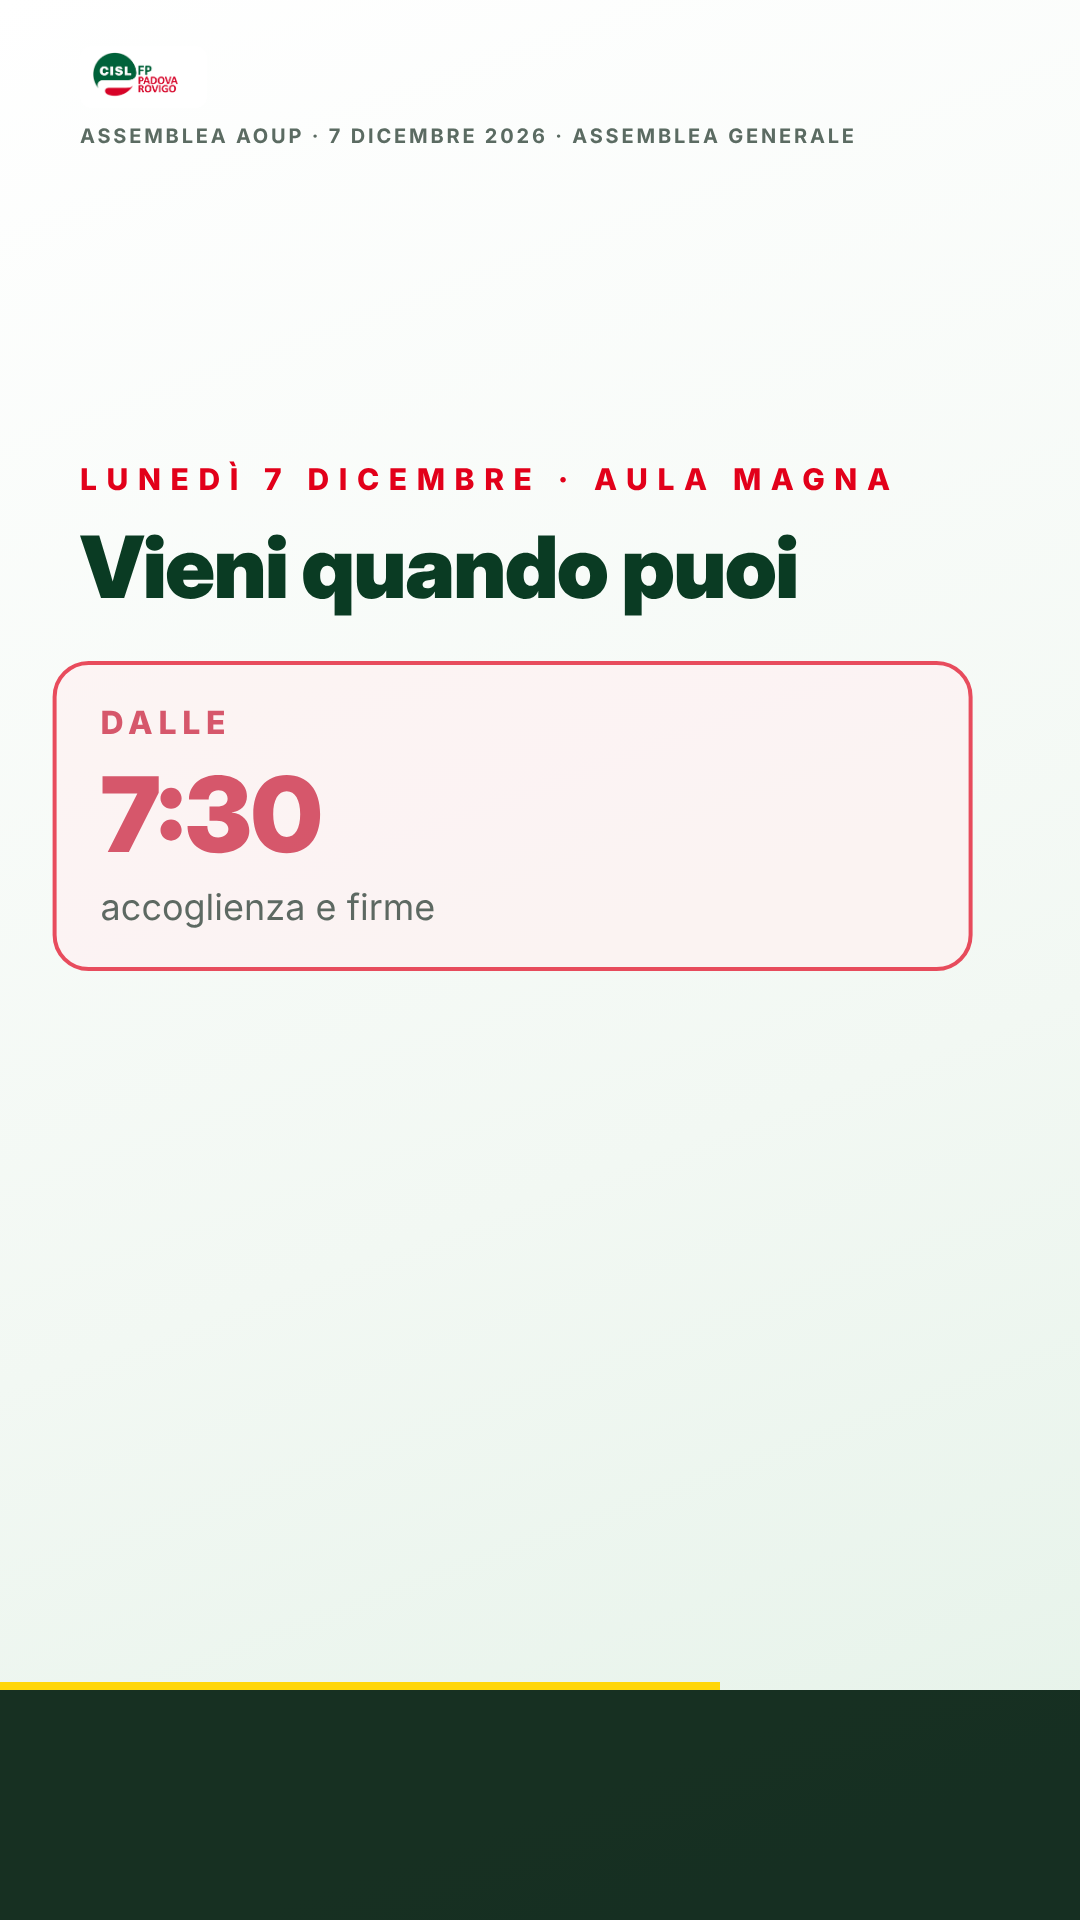 CISL FP
PADOVA
ROVIGO
ASSEMBLEA AOUP · 7 DICEMBRE 2026 · ASSEMBLEA GENERALE
LUNEDÌ 7 DICEMBRE · AULA MAGNA
Vieni quando puoi
DALLE
7:30
accoglienza e firme